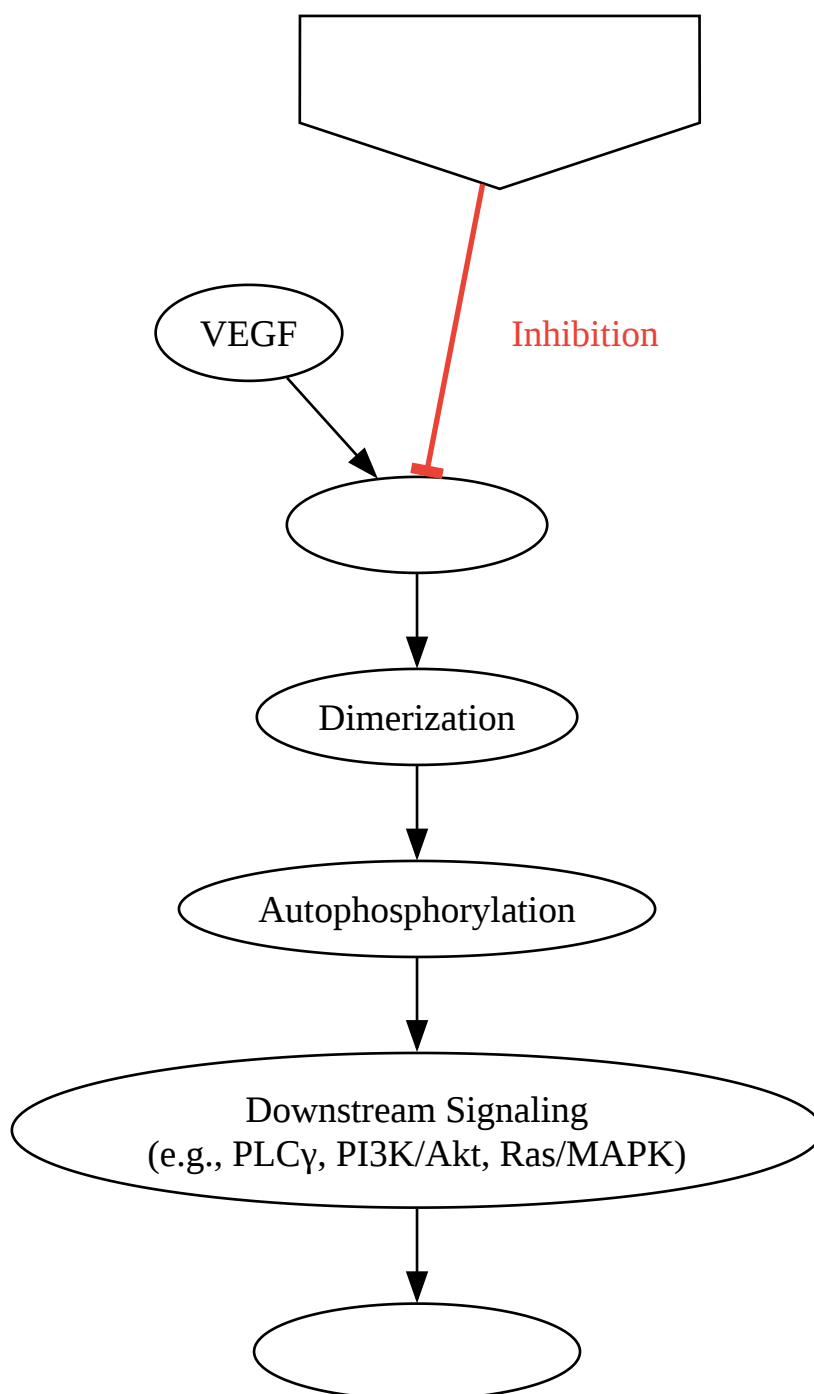 VEGF
Inhibition
Dimerization
Autophosphorylation
Downstream Signaling
(e.g., PLCγ, PI3K/Akt, Ras/MAPK)